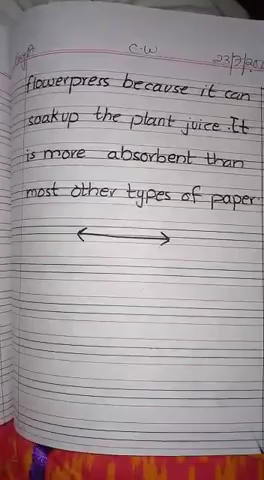 C-W
flowerpress because it can
soakup the plant juice. It
is more absorbent than
most other types of paper